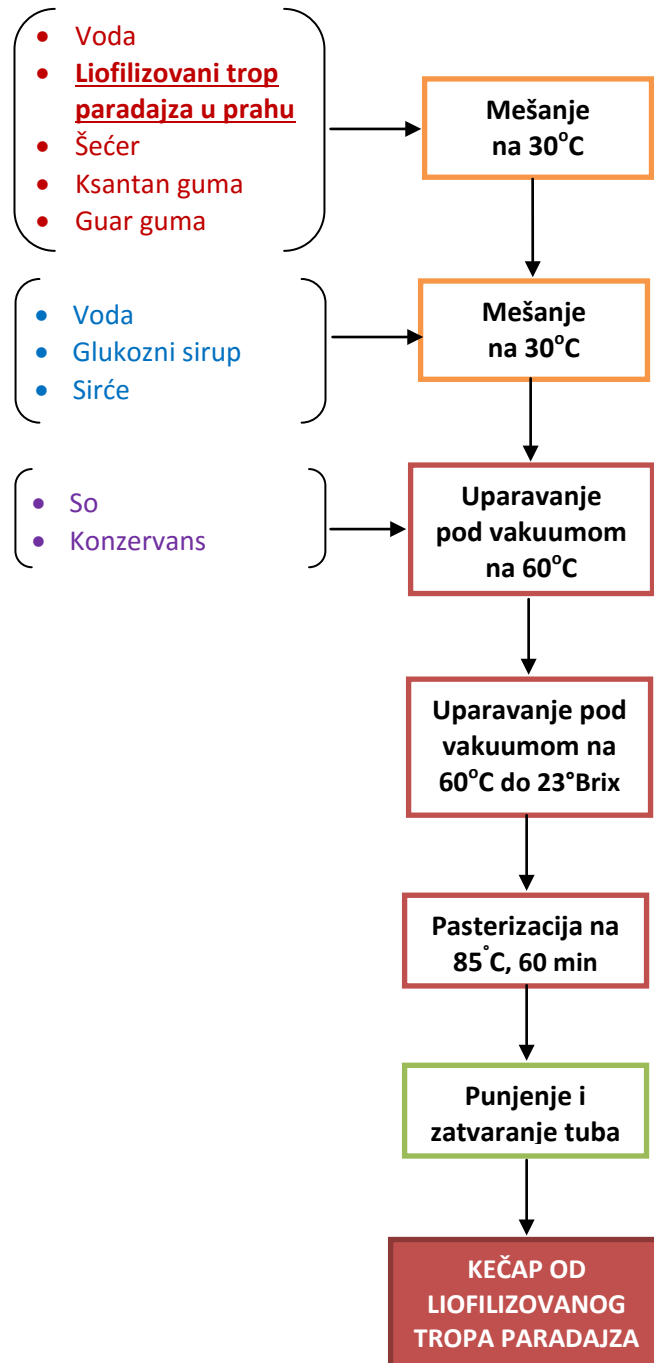 • Voda
• Liofilizovani trop
paradajza u prahu
• Šećer
• Ksantan guma
• Guar guma
Mešanje
na 30°C
• Voda
• Glukozni sirup
• Sirće
Mešanje
na 30°C
• So
• Konzervans
Uparavanje
pod vakuumom
na 60°C
Uparavanje pod
vakuumom na
60°C do 23°Brix
Pasterizacija na
85°C, 60 min
Punjenje i
zatvaranje tuba
KEČAP OD
LIOFILIZOVANOG
TROPA PARADAJZA